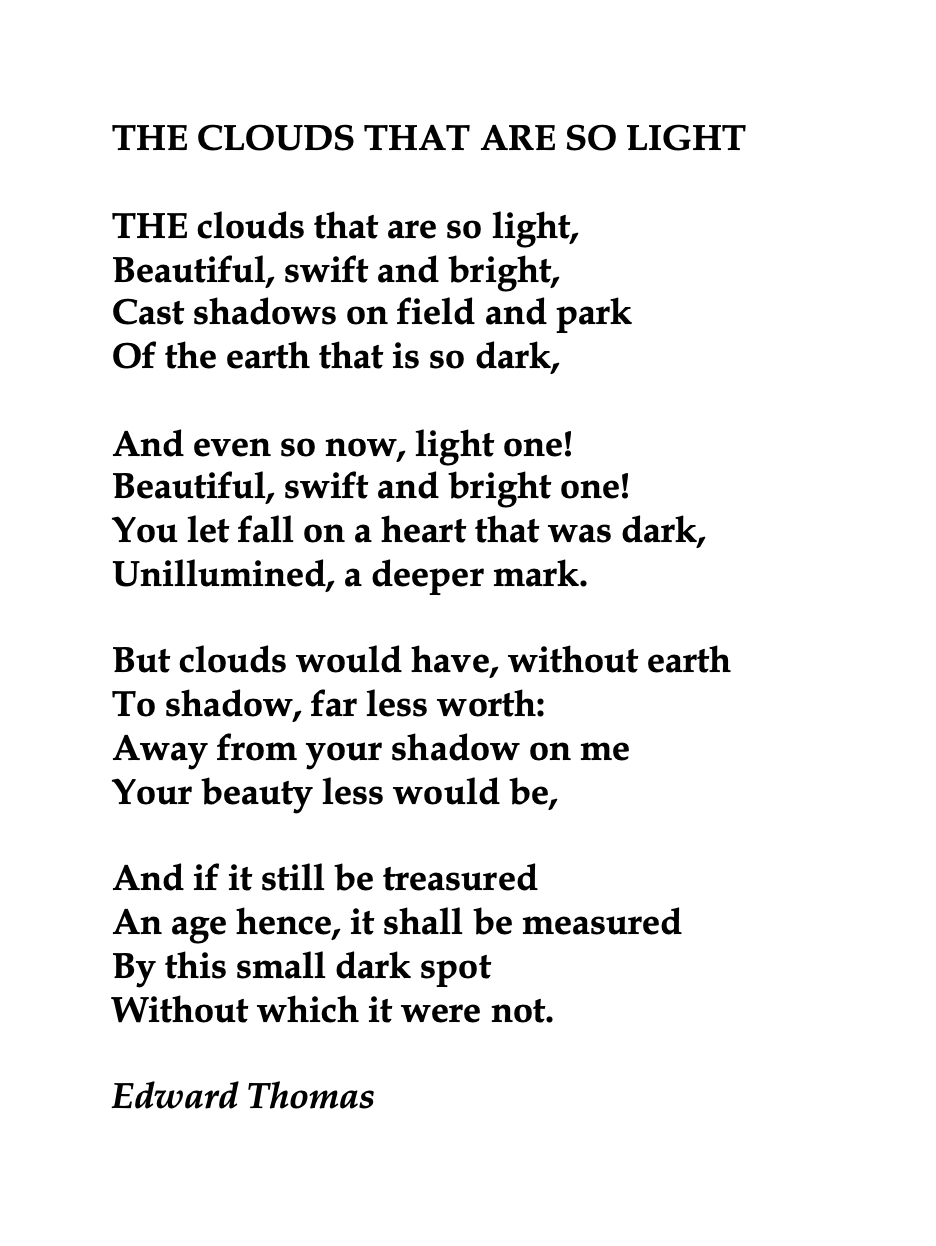 THE CLOUDS THAT ARE SO LIGHT
THE clouds that are so light,
Beautiful, swift and bright,
Cast shadows on field and park
Of the earth that is so dark,
And even so now, light one!
Beautiful, swift and bright one!
You let fall on a heart that was dark,
Unillumined, a deeper mark.
But clouds would have, without earth
To shadow, far less worth:
Away from your shadow on me
Your beauty less would be,
And if it still be treasured
An age hence, it shall be measured
By this small dark spot
Without which it were not.
Edward Thomas